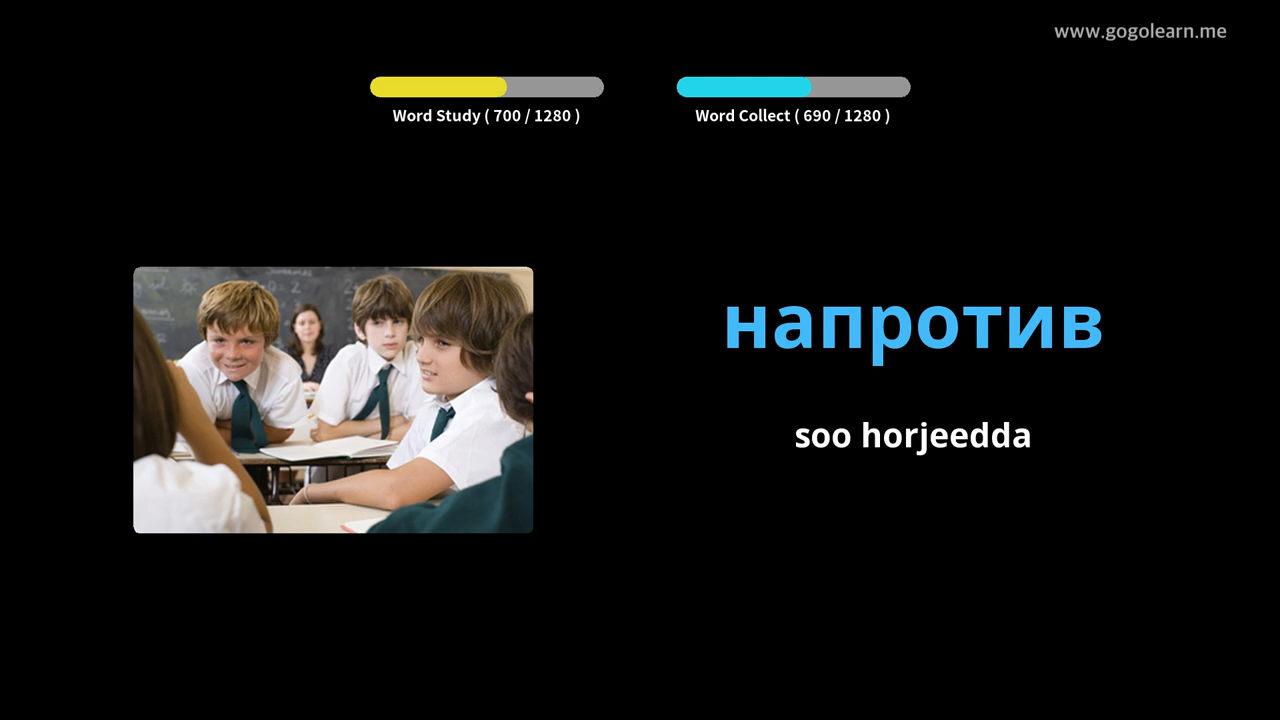 www.gogolearn.me
Word Study ( 700 / 1280 )
Word Collect ( 690 / 1280 )
напротив
soo horjeedda